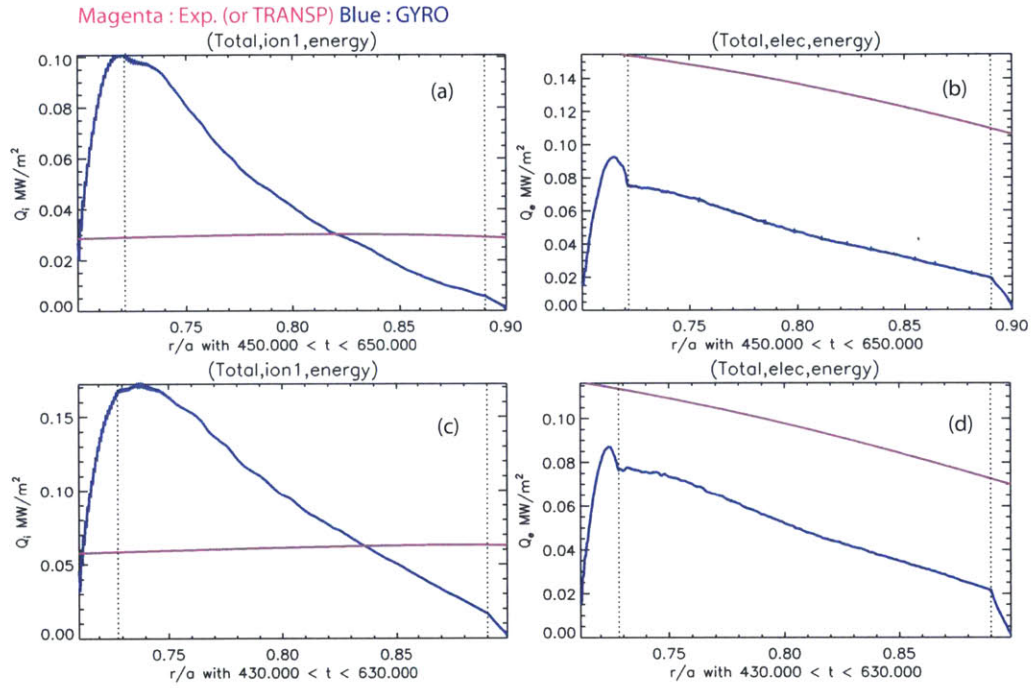 Magenta : Exp. (or TRANSP) Blue : GYRO
(Total,ion1,energy)
(a)
Qi MW/m²
0.10
0.08
0.06
0.04
0.02
0.00
0.75 0.80 0.85 0.90
r/a with 450.000 < t < 650.000
(Total,elec,energy)
(b)
Qe MW/m²
0.14
0.12
0.10
0.08
0.06
0.04
0.02
0.00
0.75 0.80 0.85 0.90
r/a with 450.000 < t < 650.000
(Total,ion1,energy)
(c)
Qi MW/m²
0.15
0.10
0.05
0.00
0.75 0.80 0.85
r/a with 430.000 < t < 630.000
(Total,elec,energy)
(d)
Qe MW/m²
0.10
0.08
0.06
0.04
0.02
0.00
0.75 0.80 0.85
r/a with 430.000 < t < 630.000